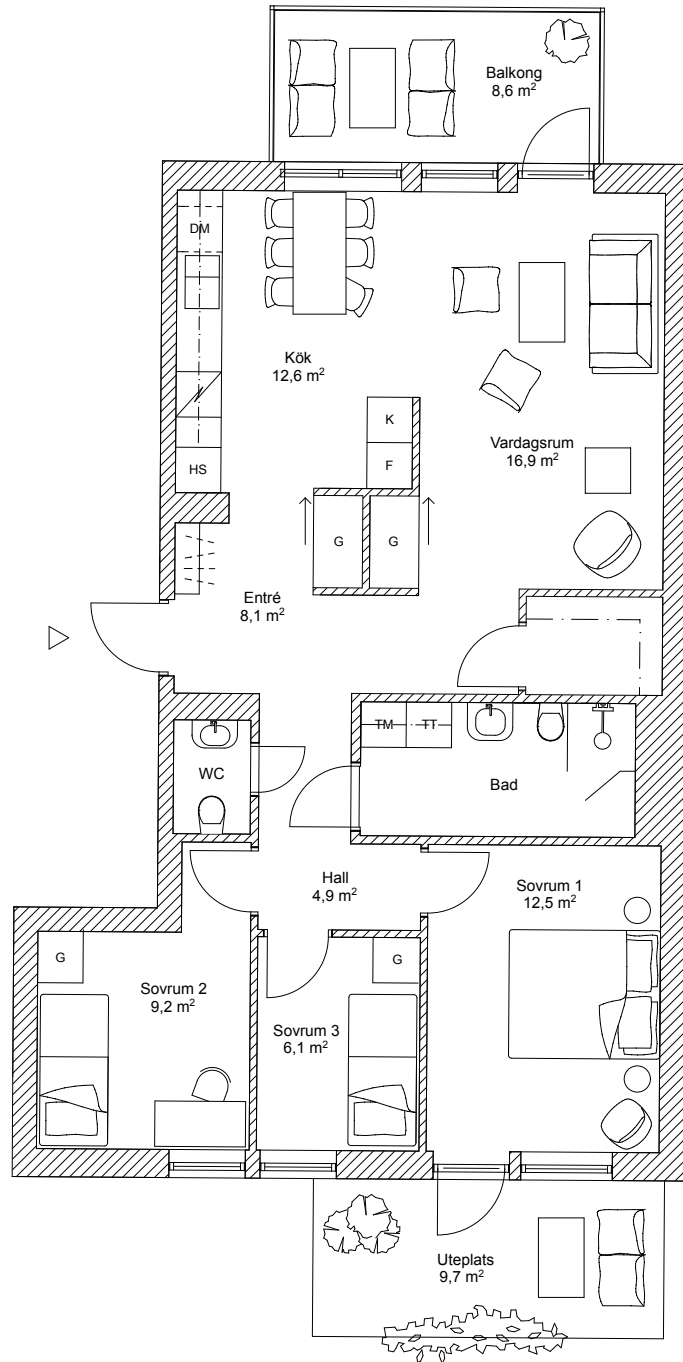 Balkong
8,6 m²
DM
Kök
12,6 m²
K
F
Vardagsrum
16,9 m²
HS
G
G
Entré
8,1 m²
TM
TT
WC
Bad
Hall
4,9 m²
Sovrum 1
12,5 m²
G
G
Sovrum 2
9,2 m²
Sovrum 3
6,1 m²
Uteplats
9,7 m²